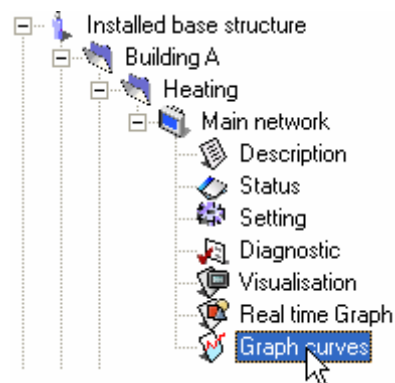 Installed base structure
Building A
Heating
Main network
Description
Status
Setting
Diagnostic
Visualisation
Real time Graph
Graph curves